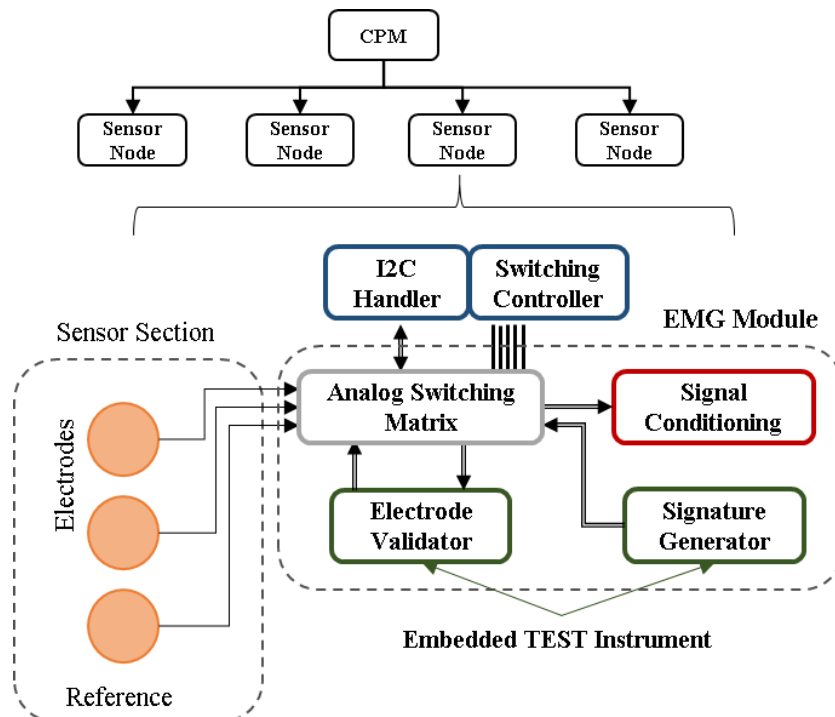 CPM
Sensor
Node
Sensor
Node
Sensor
Node
Sensor
Node
I2C
Handler
Switching
Controller
Sensor Section
EMG Module
Analog Switching
Matrix
Signal
Conditioning
Electrodes
Electrode
Validator
Signature
Generator
Embedded TEST Instrument
Reference